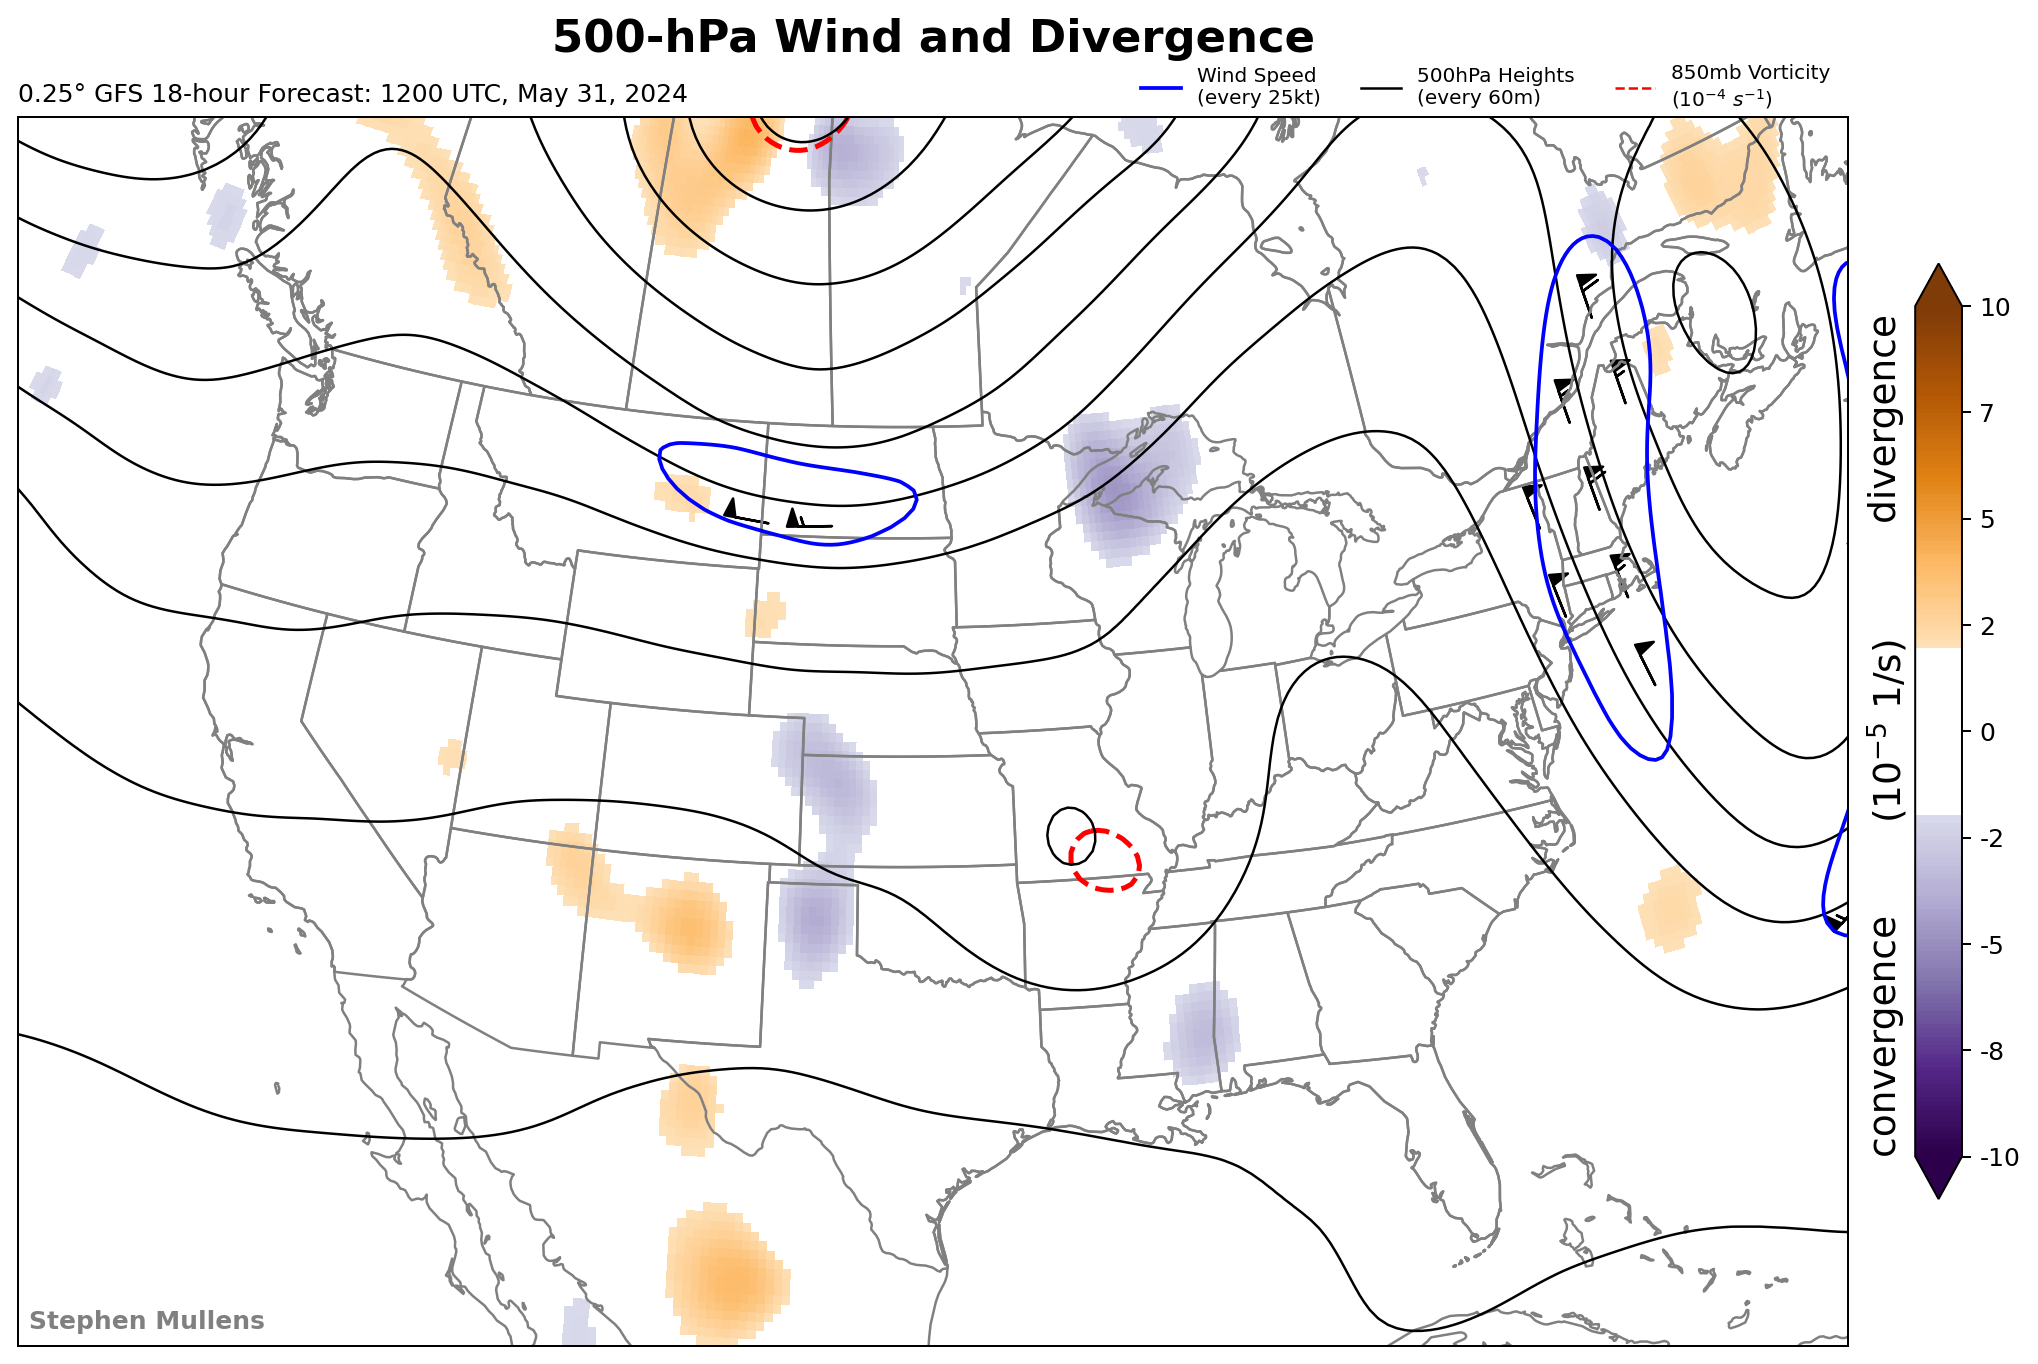 500-hPa Wind and Divergence
0.25° GFS 18-hour Forecast: 1200 UTC, May 31, 2024
Wind Speed
(every 25kt)
500hPa Heights
(every 60m)
850mb Vorticity
(10⁻⁴ s⁻¹)
10
7
5
2
0
-2
-5
-8
-10
convergence (10⁻⁵ 1/s) divergence
Stephen Mullens